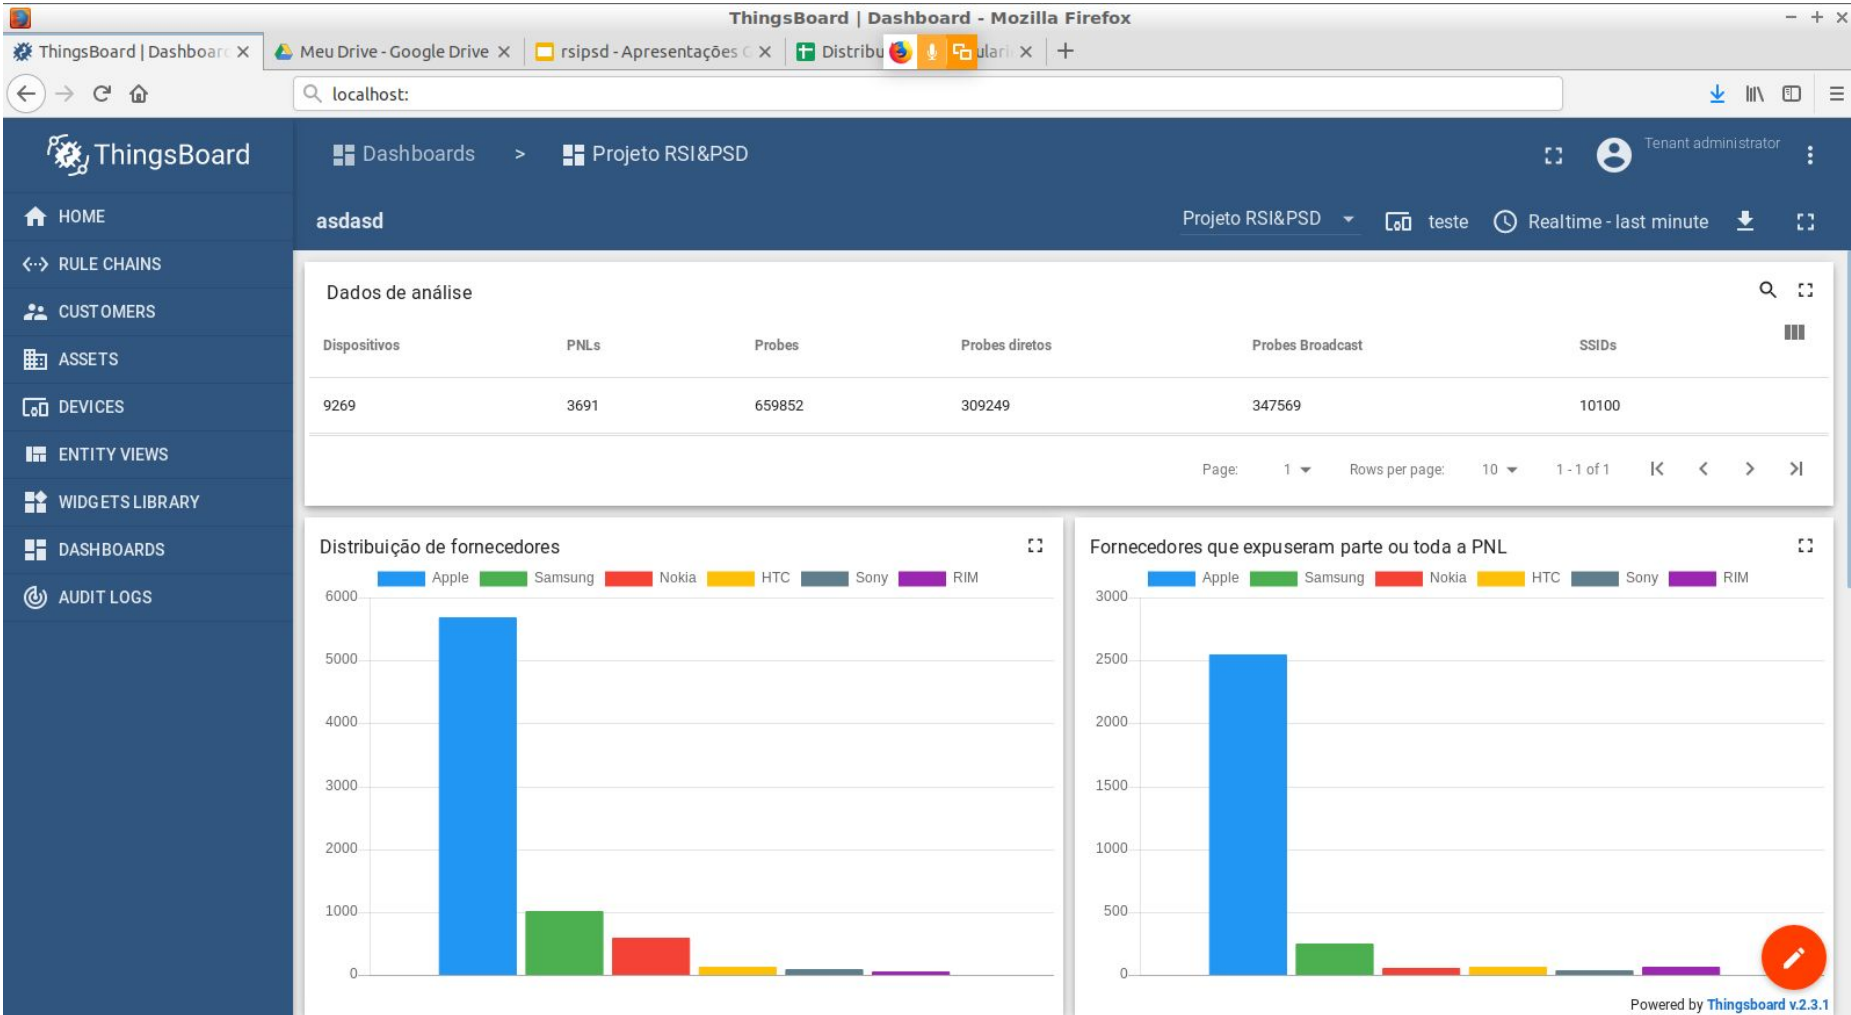 ThingsBoard | Dashboard - Mozilla Firefox
ThingsBoard | Dashboard Meu Drive - Google Drive rsipsd - Apresentações G Distribu ulari
localhost:
ThingsBoard Dashboards > Projeto RSI&PSD Tenant administrator
HOME
asdasd Projeto RSI&PSD teste Realtime - last minute
RULE CHAINS
CUSTOMERS
ASSETS
DEVICES
ENTITY VIEWS
WIDGETS LIBRARY
DASHBOARDS
AUDIT LOGS
Dados de análise
Dispositivos PNLs Probes Probes diretos Probes Broadcast SSIDs
9269 3691 659852 309249 347569 10100
Page: 1 Rows per page: 10 1 - 1 of 1
Distribuição de fornecedores
Apple Samsung Nokia HTC Sony RIM
6000
5000
4000
3000
2000
1000
0
Fornecedores que expuseram parte ou toda a PNL
Apple Samsung Nokia HTC Sony RIM
3000
2500
2000
1500
1000
500
0
Powered by Thingsboard v.2.3.1